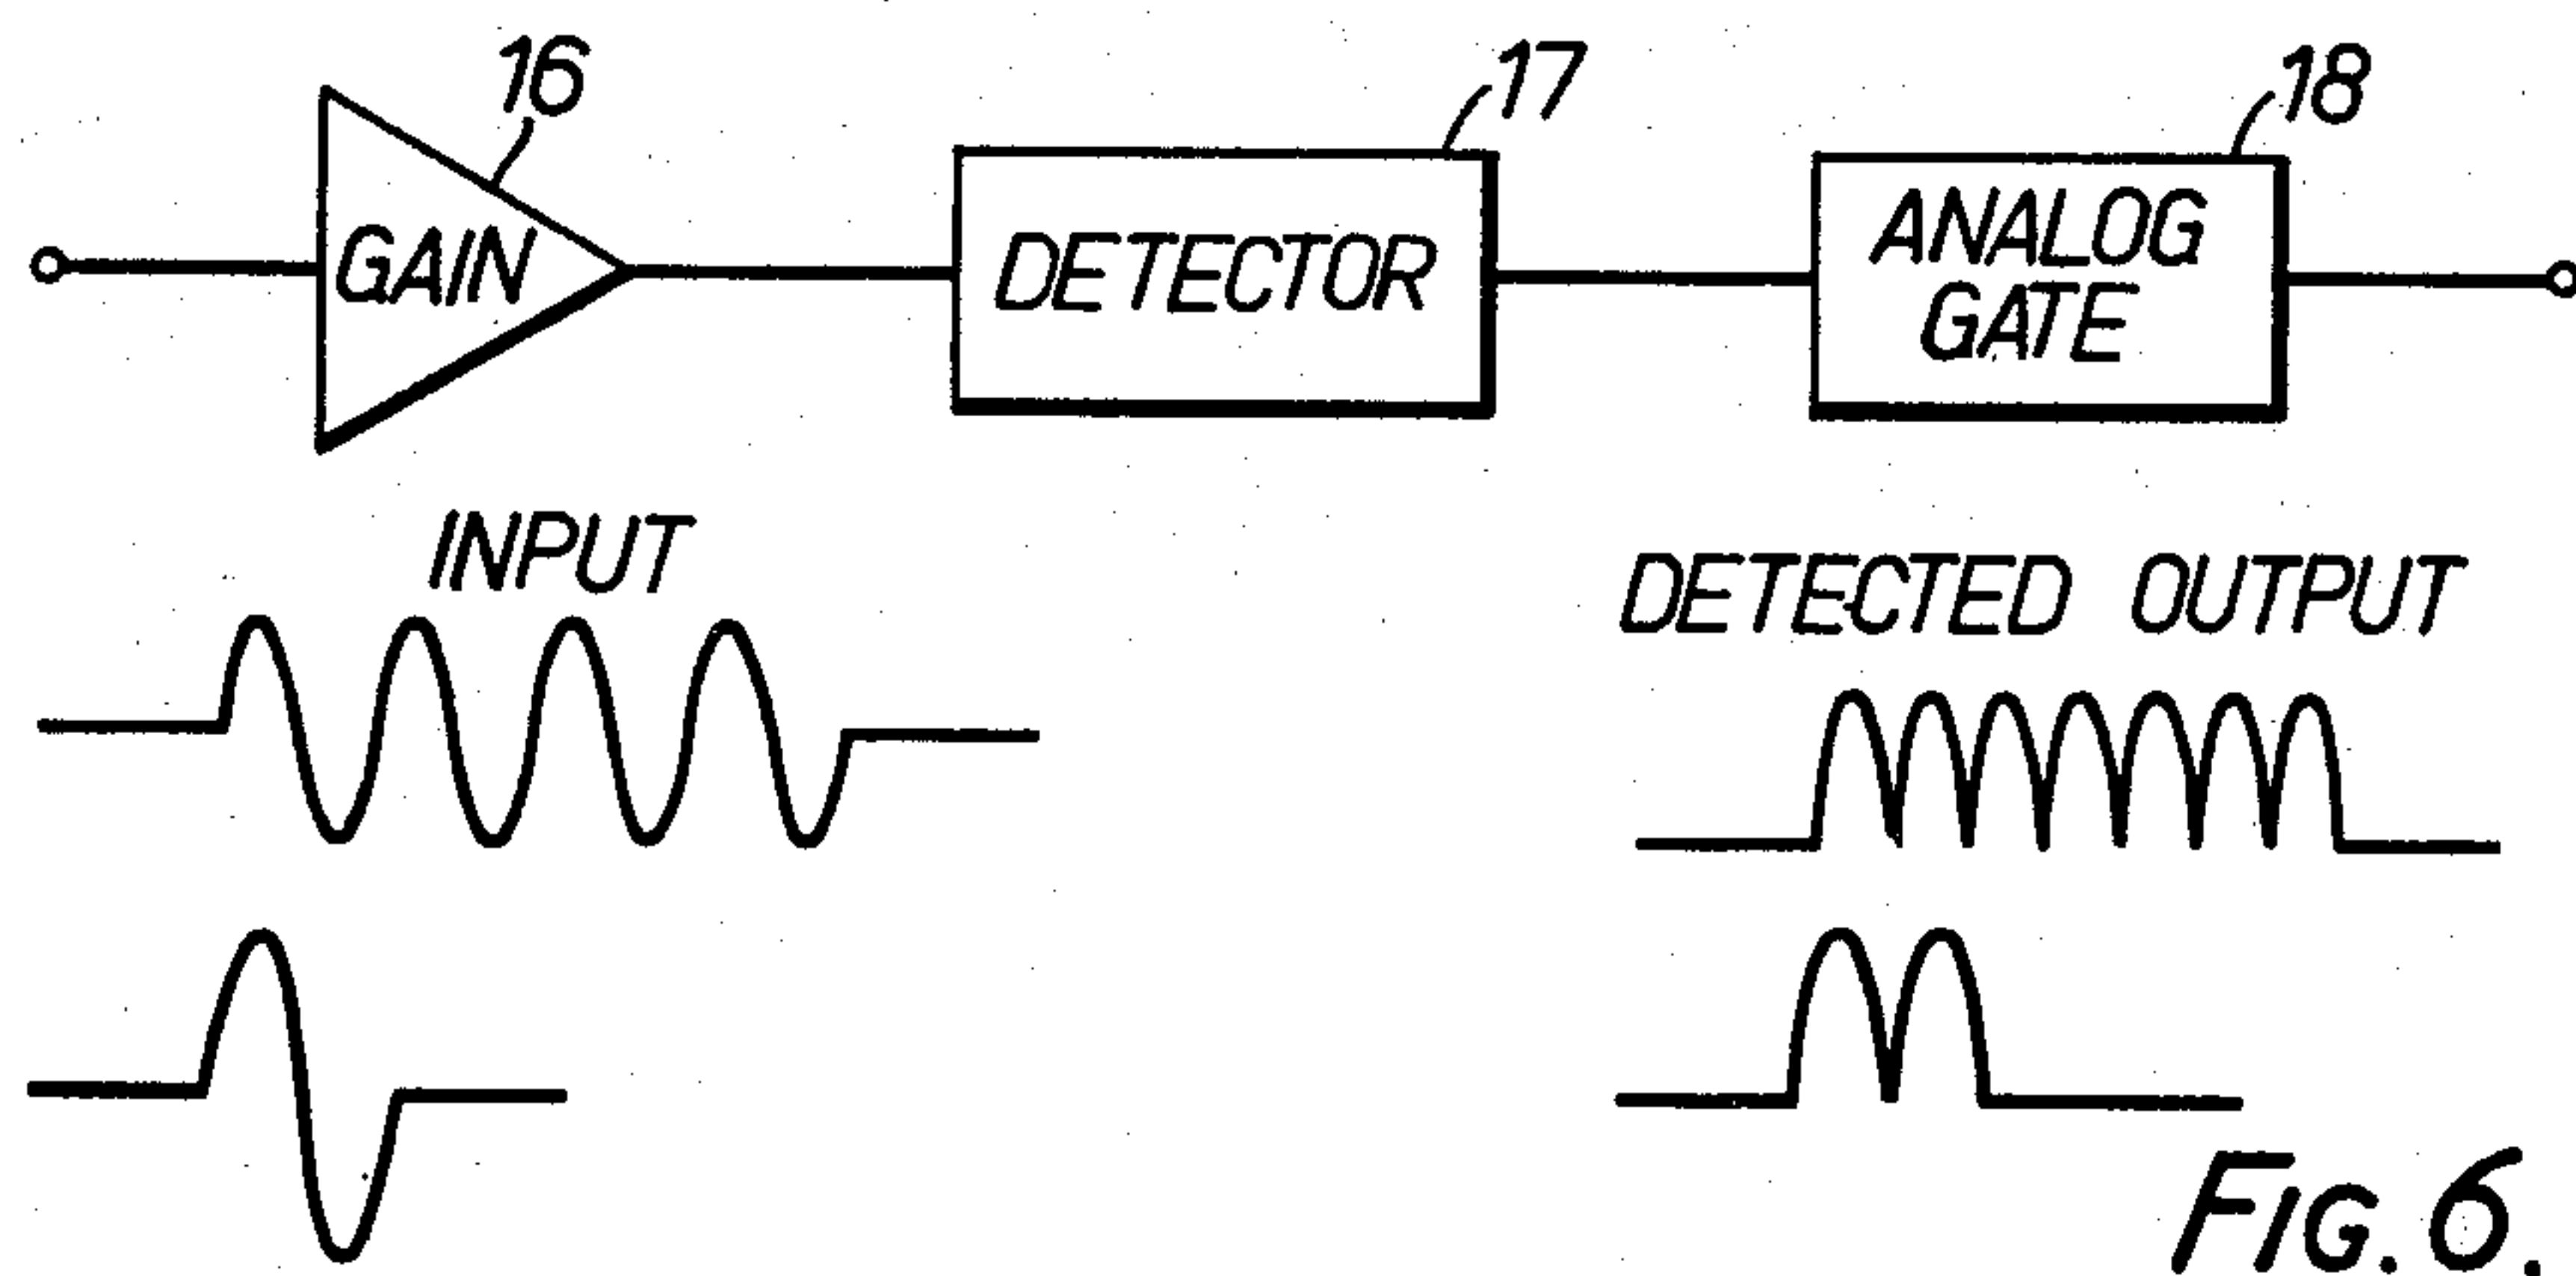 16
17
18
GAIN
DETECTOR
ANALOG
GATE
INPUT
DETECTED OUTPUT
FIG. 6.